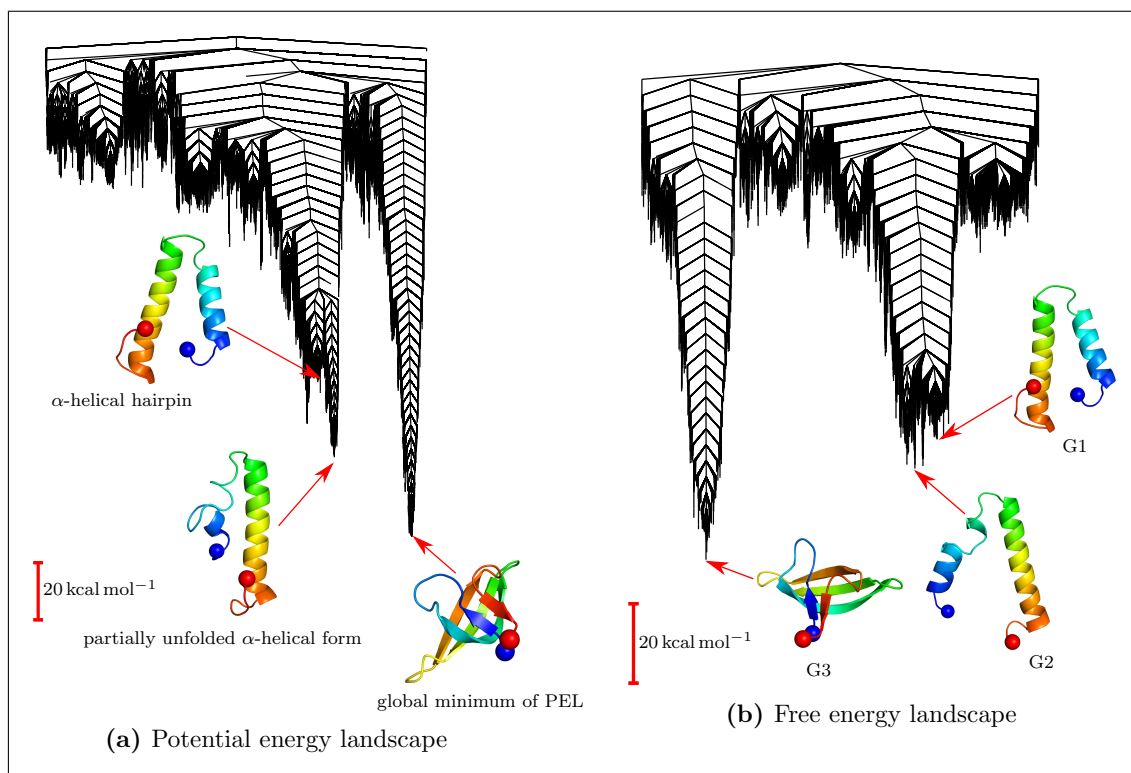 α-helical hairpin
20 kcal mol⁻¹
partially unfolded α-helical form
global minimum of PEL
(a) Potential energy landscape
G1
20 kcal mol⁻¹
G3
G2
(b) Free energy landscape